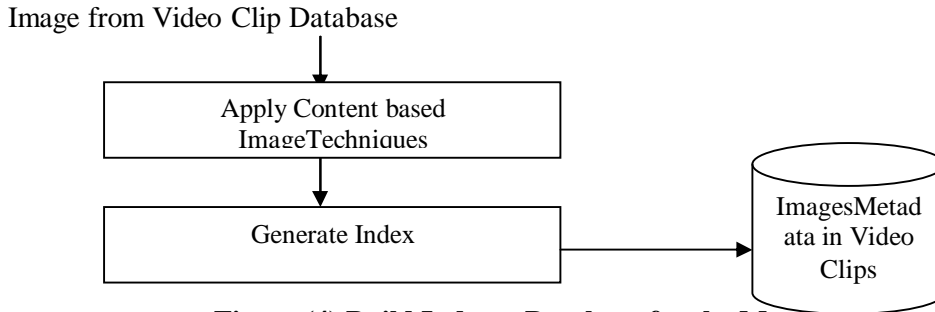 Image from Video Clip Database
Apply Content based
ImageTechniques
Generate Index
ImagesMetad
ata in Video
Clips